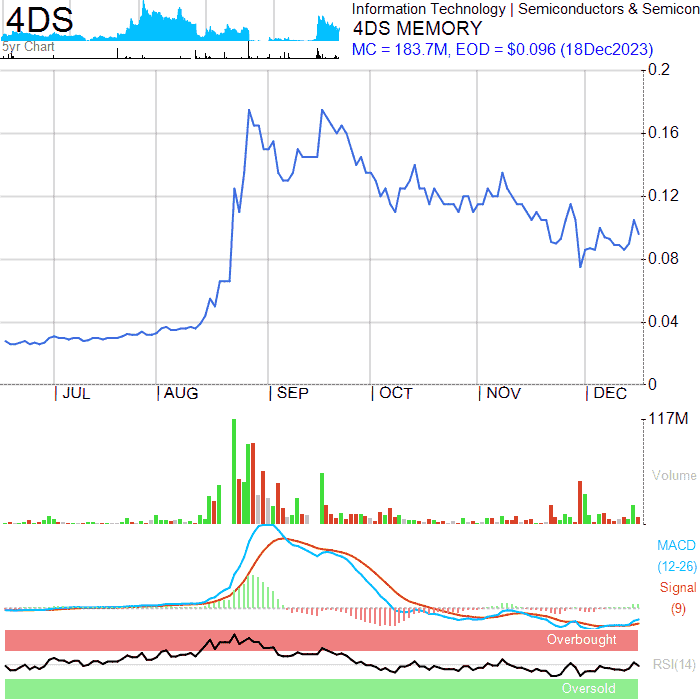 4DS
5yr Chart
Information Technology | Semiconductors & Semicon
4DS MEMORY
MC = 183.7M, EOD = $0.096 (18Dec2023)
0.2
0.16
0.12
0.08
0.04
0
JUL
AUG
SEP
OCT
NOV
DEC
117M
Volume
MACD
(12-26)
Signal
(9)
Overbought
RSI(14)
Oversold